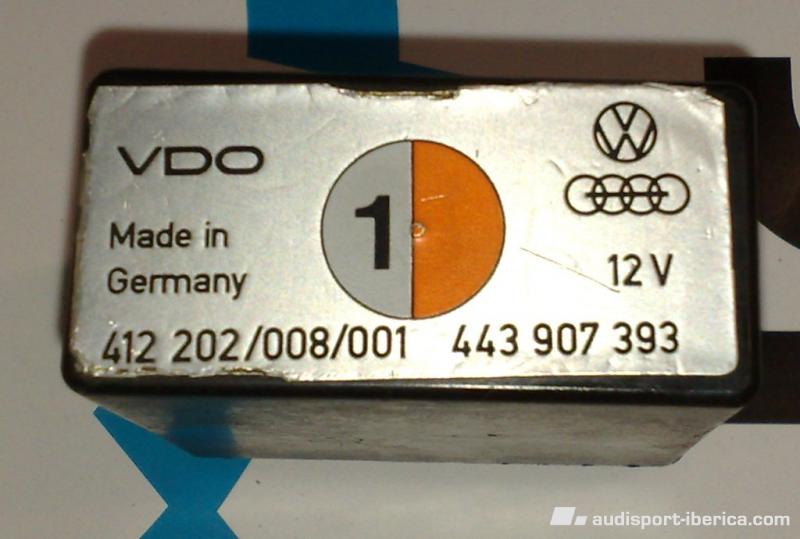 VDO
Made in
Germany
1
12 V
412 202/008/001 443 907 393
audisport-iberica.com